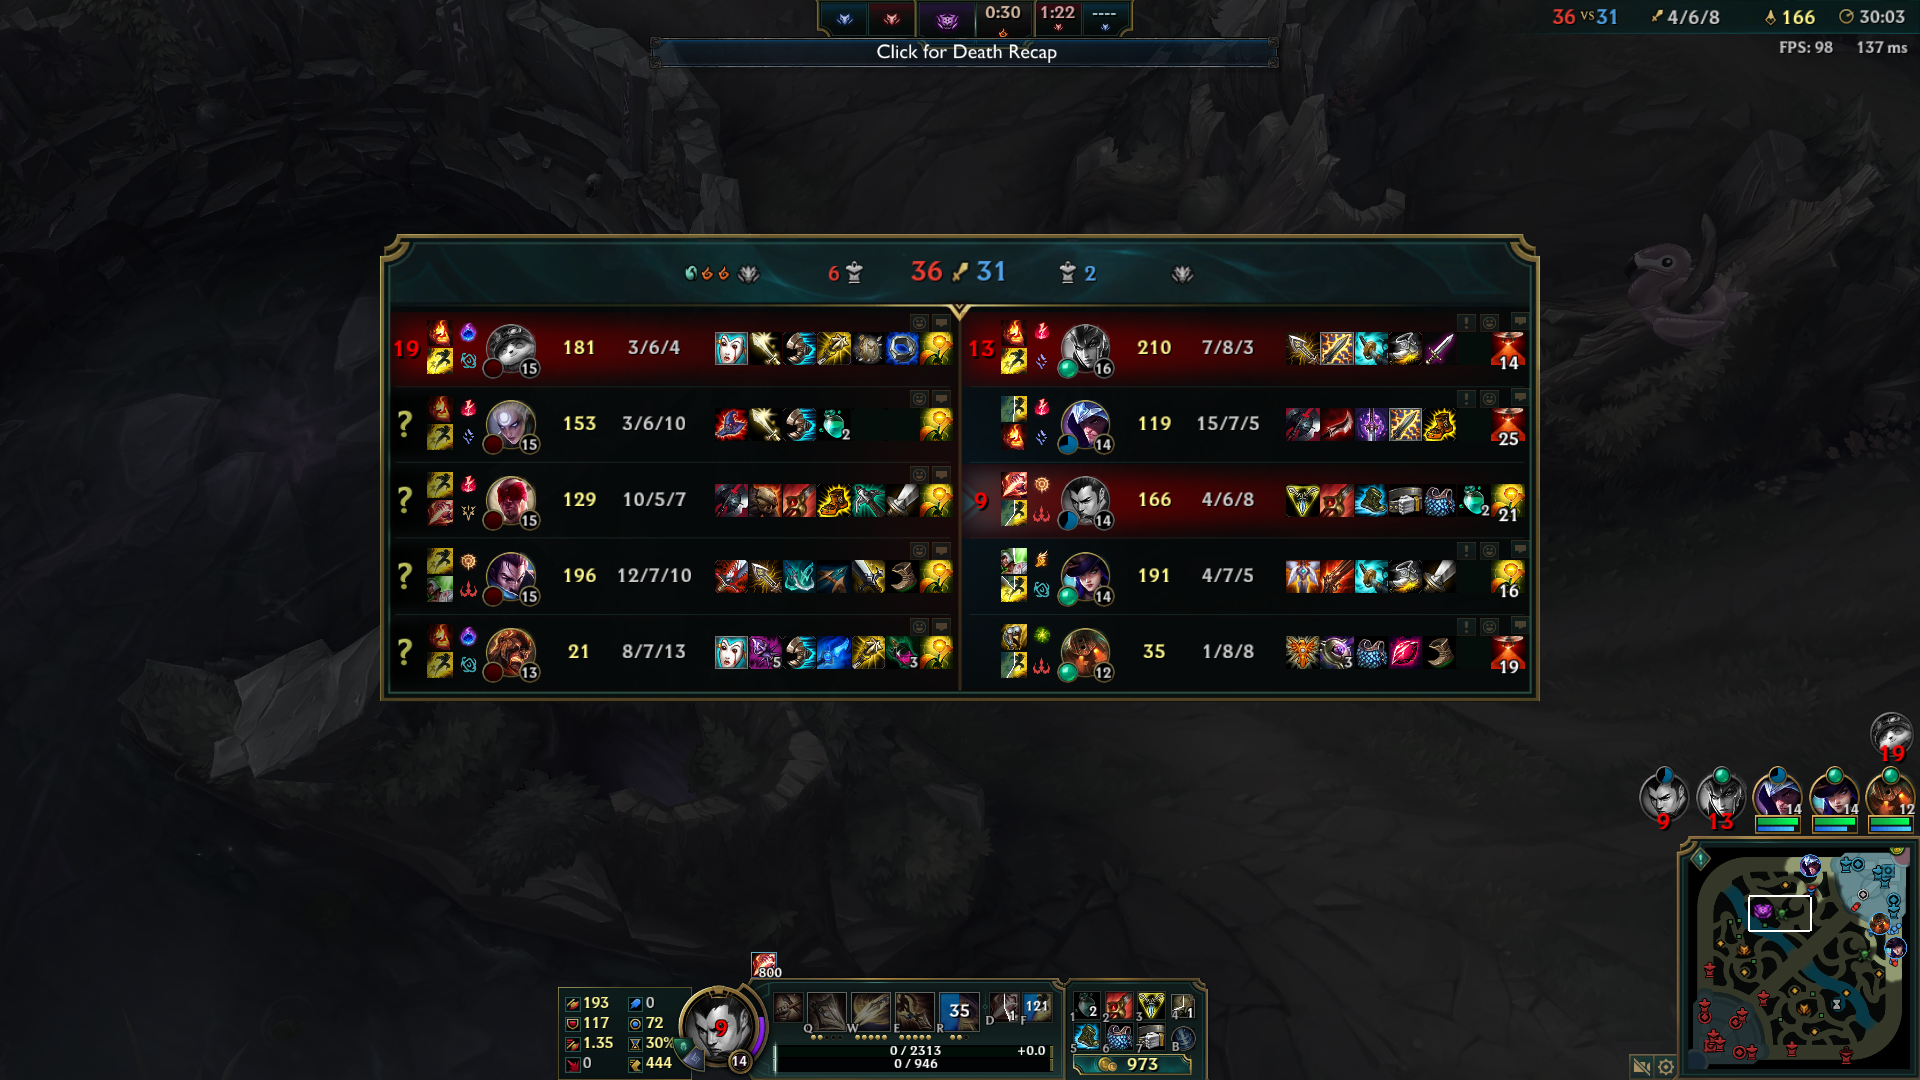 0:30
1:22
----
36 vs 31
4/6/8
166
30:03
FPS: 98 137 ms
Click for Death Recap
6 36 31 2
19 15 181 3/6/4
13 16 210 7/8/3 14
? 15 153 3/6/10 2
14 119 15/7/5 25
? 15 129 10/5/7
9 14 166 4/6/8 2 21
? 15 196 12/7/10
14 191 4/7/5 16
? 13 21 8/7/13 5 3
12 35 1/8/8 3 19
19
9 13 14 14 12
800
193 0
117 72
1.35 30%
0 444
9
14
Q W E R 35 D 1 F 121
0 / 2313 +0.0
0 / 946
1 2 2 3 4 1
5 6 7 B
973